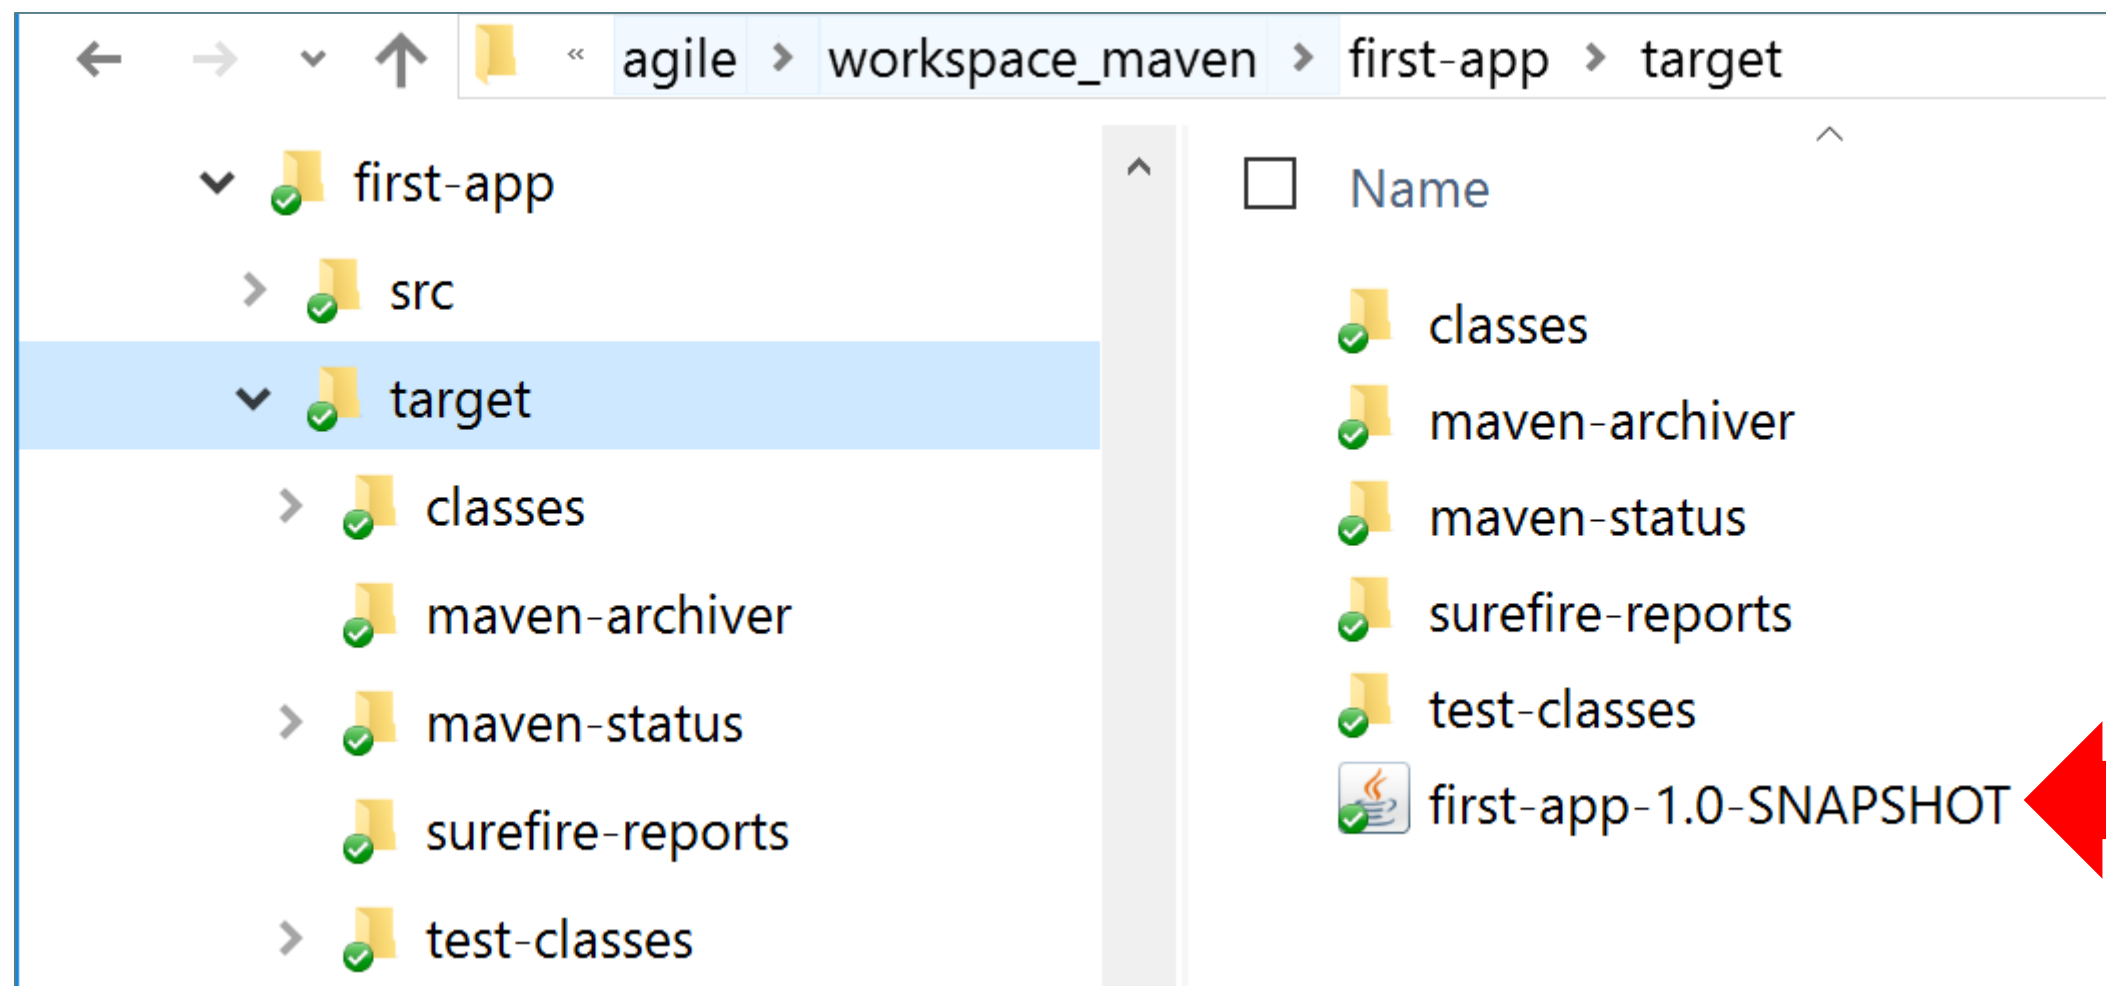 « agile > workspace_maven > first-app > target
first-app
src
target
classes
maven-archiver
maven-status
surefire-reports
test-classes
Name
classes
maven-archiver
maven-status
surefire-reports
test-classes
first-app-1.0-SNAPSHOT